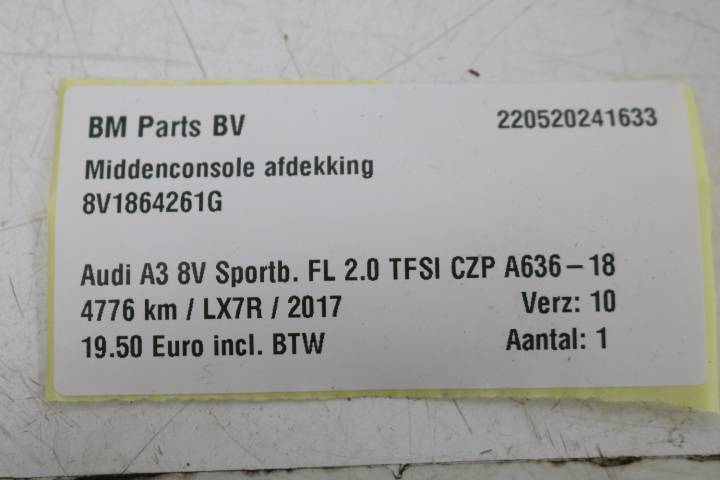 BM Parts BV 220520241633
Middenconsole afdekking
8V1864261G
Audi A3 8V Sportb. FL 2.0 TFSI CZP A636-18
4776 km / LX7R / 2017 Verz: 10
19.50 Euro incl. BTW Aantal: 1